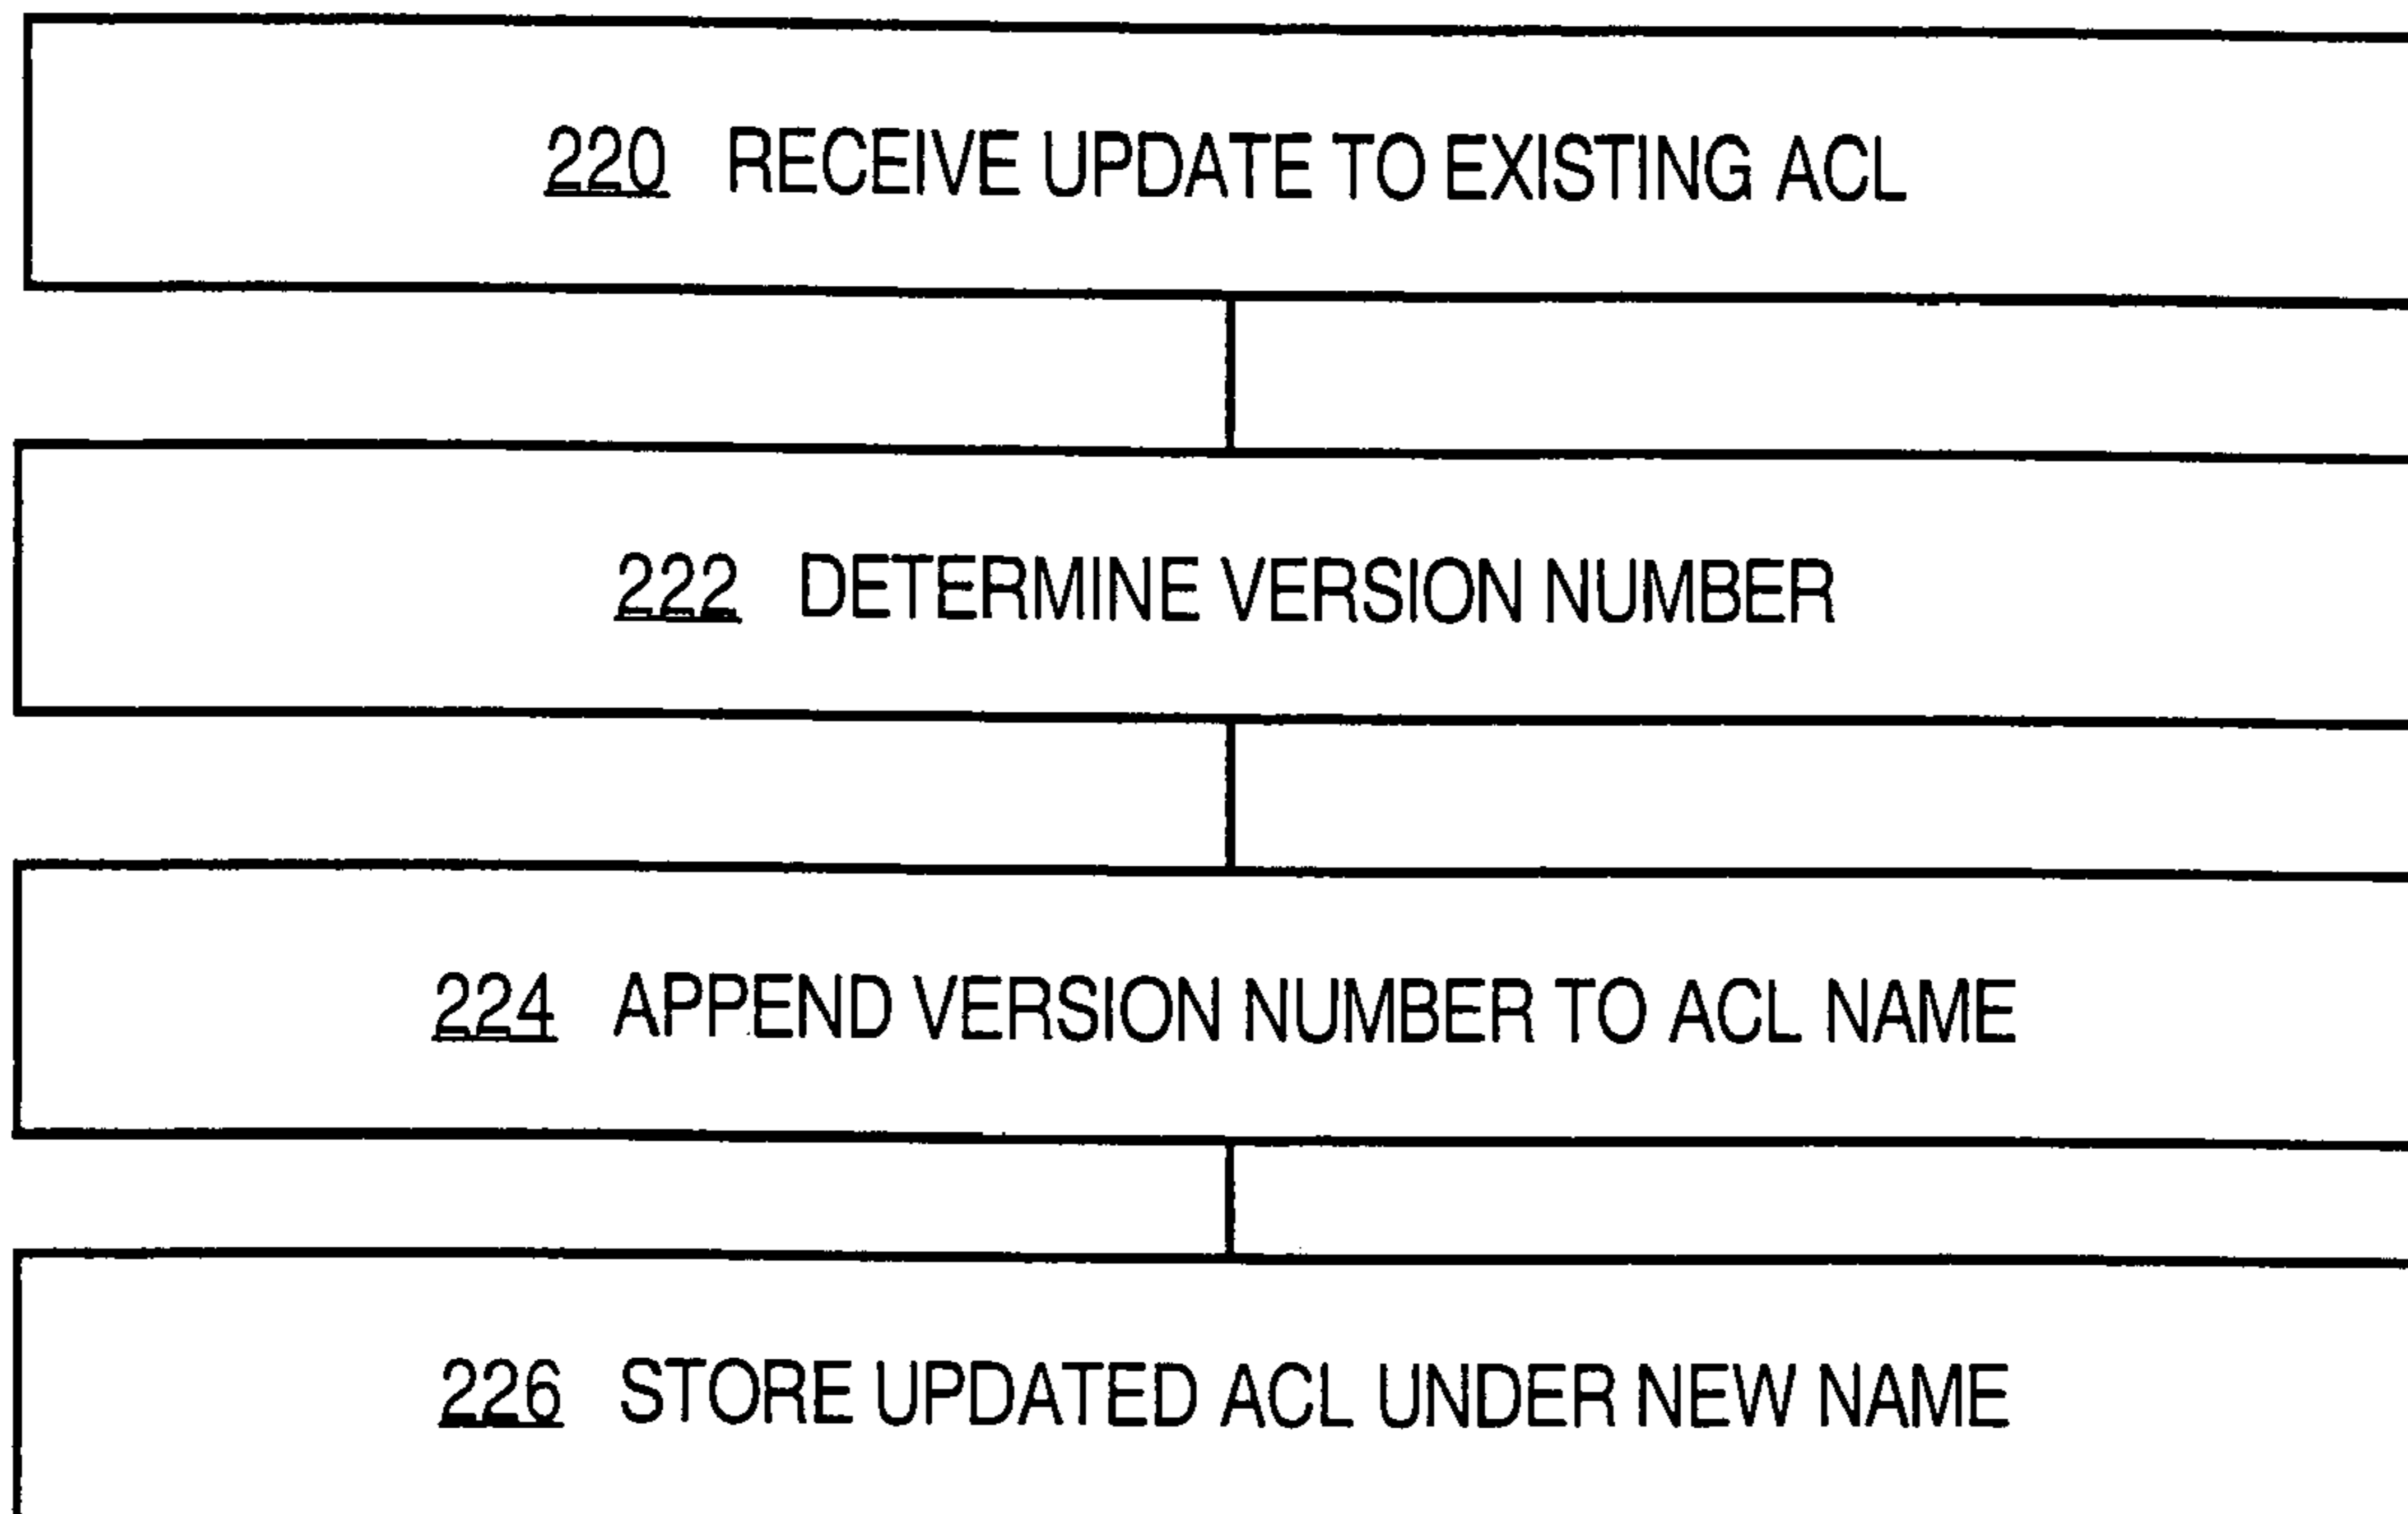 220 RECEIVE UPDATE TO EXISTING ACL
222 DETERMINE VERSION NUMBER
224 APPEND VERSION NUMBER TO ACL NAME
226 STORE UPDATED ACL UNDER NEW NAME